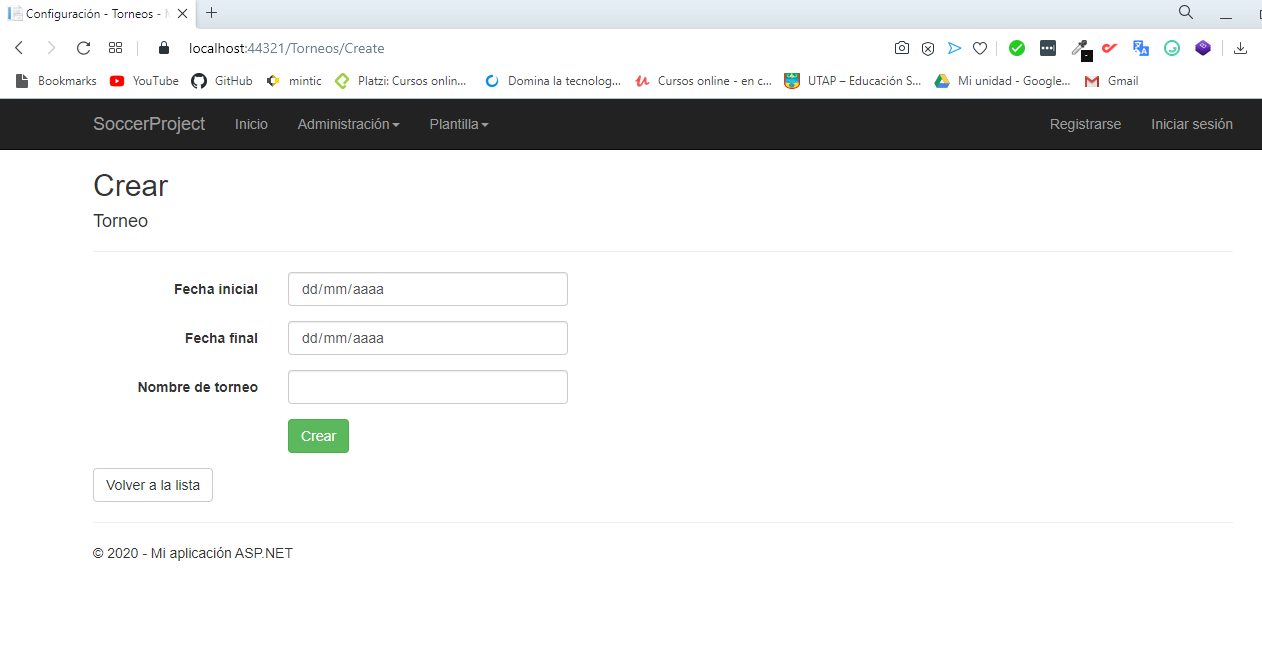 Configuración - Torneos -
localhost:44321/Torneos/Create
Bookmarks YouTube GitHub mintic Platzi: Cursos onlin... Domina la tecnolog... Cursos online - en c... UTAP – Educación S... Mi unidad - Google... Gmail
SoccerProject Inicio Administración Plantilla Registrarse Iniciar sesión
Crear
Torneo
Fecha inicial dd/mm/aaaa
Fecha final dd/mm/aaaa
Nombre de torneo
Crear
Volver a la lista
© 2020 - Mi aplicación ASP.NET